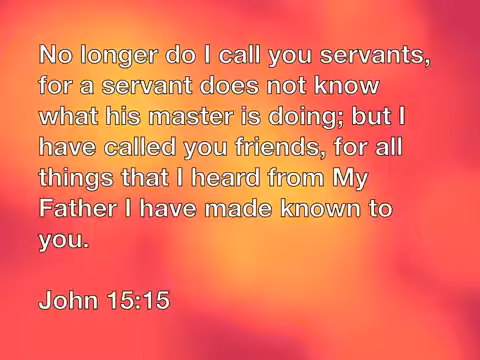 No longer do I call you servants,
for a servant does not know
what his master is doing; but I
have called you friends, for all
things that I heard from My
Father I have made known to
you.
John 15:15